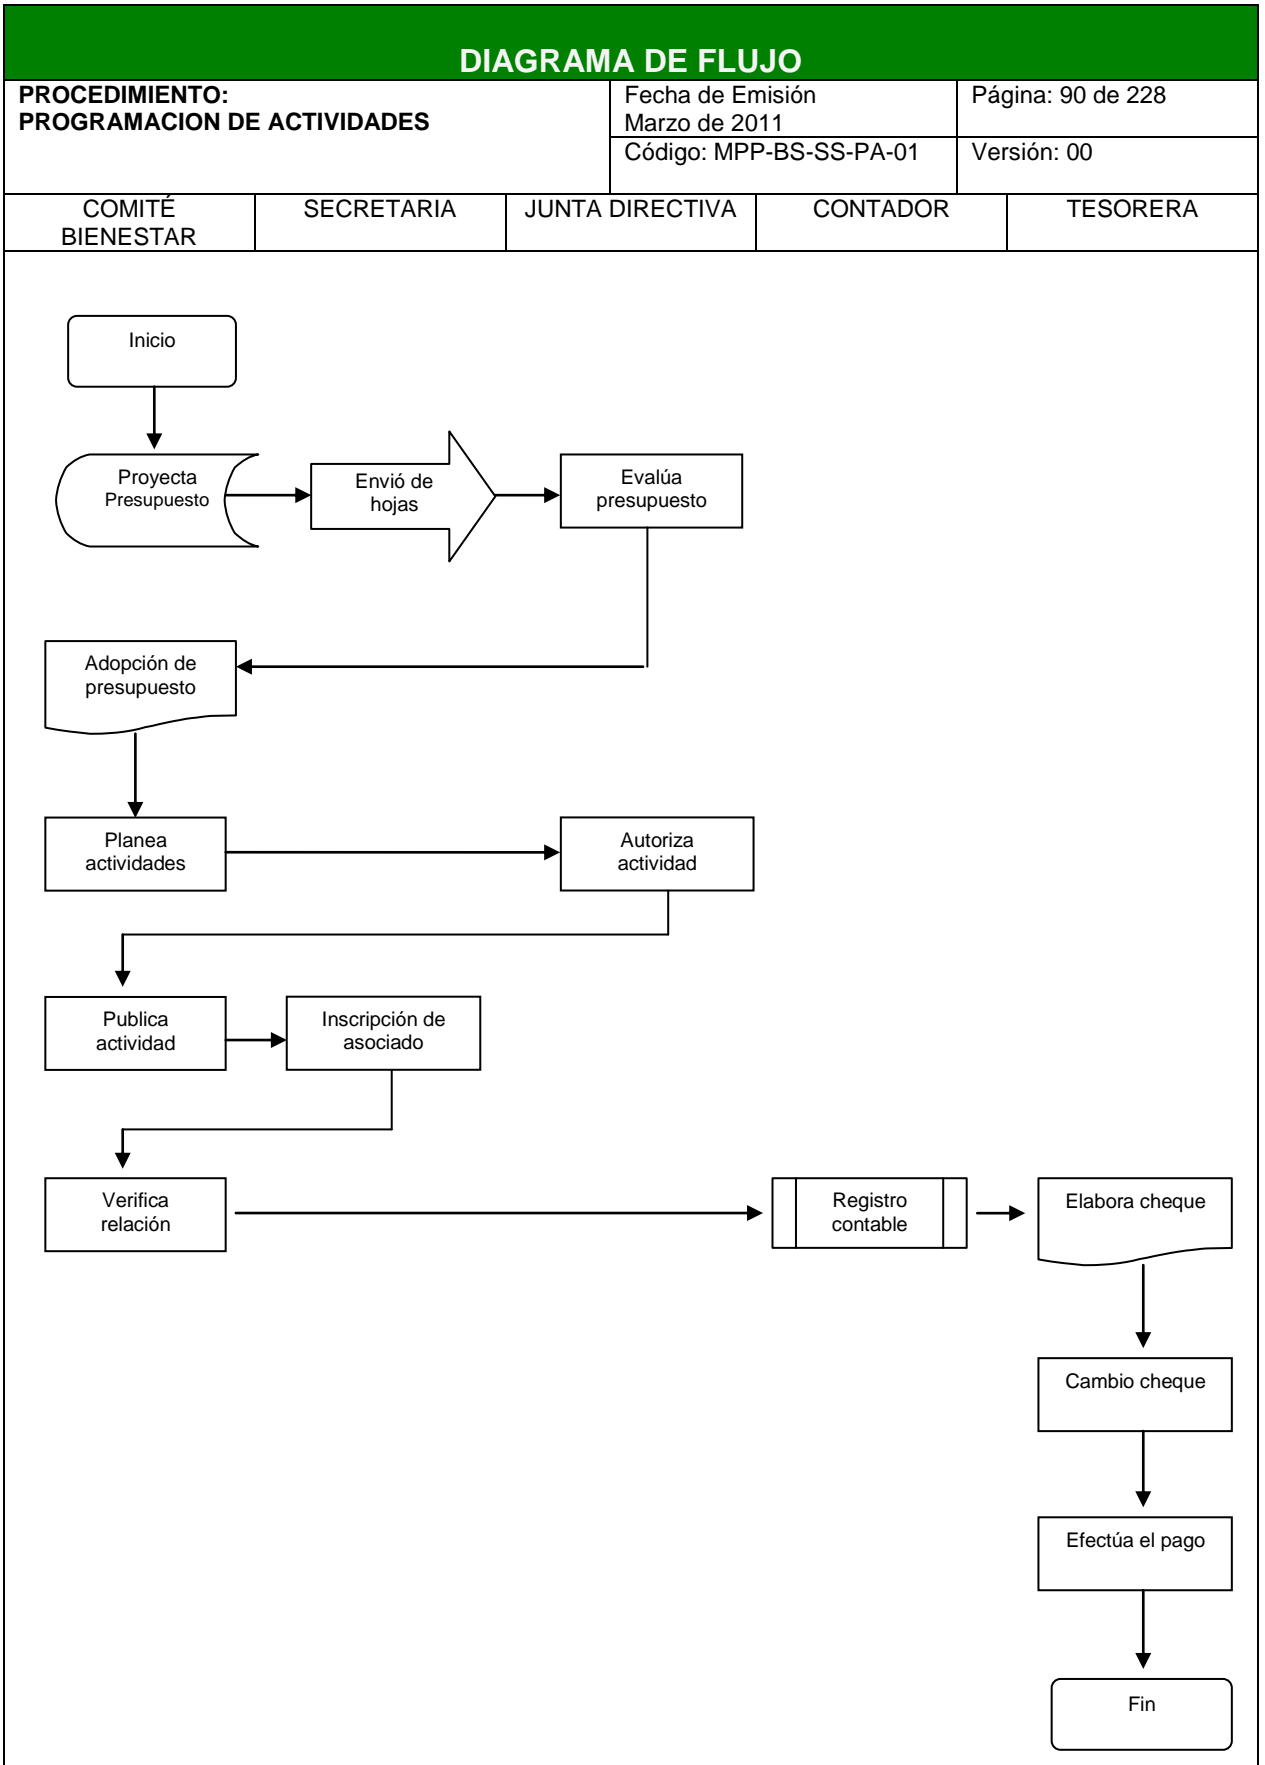 DIAGRAMA DE FLUJO
PROCEDIMIENTO:
PROGRAMACION DE ACTIVIDADES
Fecha de Emisión
Marzo de 2011
Página: 90 de 228
Código: MPP-BS-SS-PA-01
Versión: 00
COMITÉ
BIENESTAR
SECRETARIA
JUNTA DIRECTIVA
CONTADOR
TESORERA
Inicio
Proyecta
Presupuesto
Envió de
hojas
Evalúa
presupuesto
Adopción de
presupuesto
Planea
actividades
Autoriza
actividad
Publica
actividad
Inscripción de
asociado
Verifica
relación
Registro
contable
Elabora cheque
Cambio cheque
Efectúa el pago
Fin